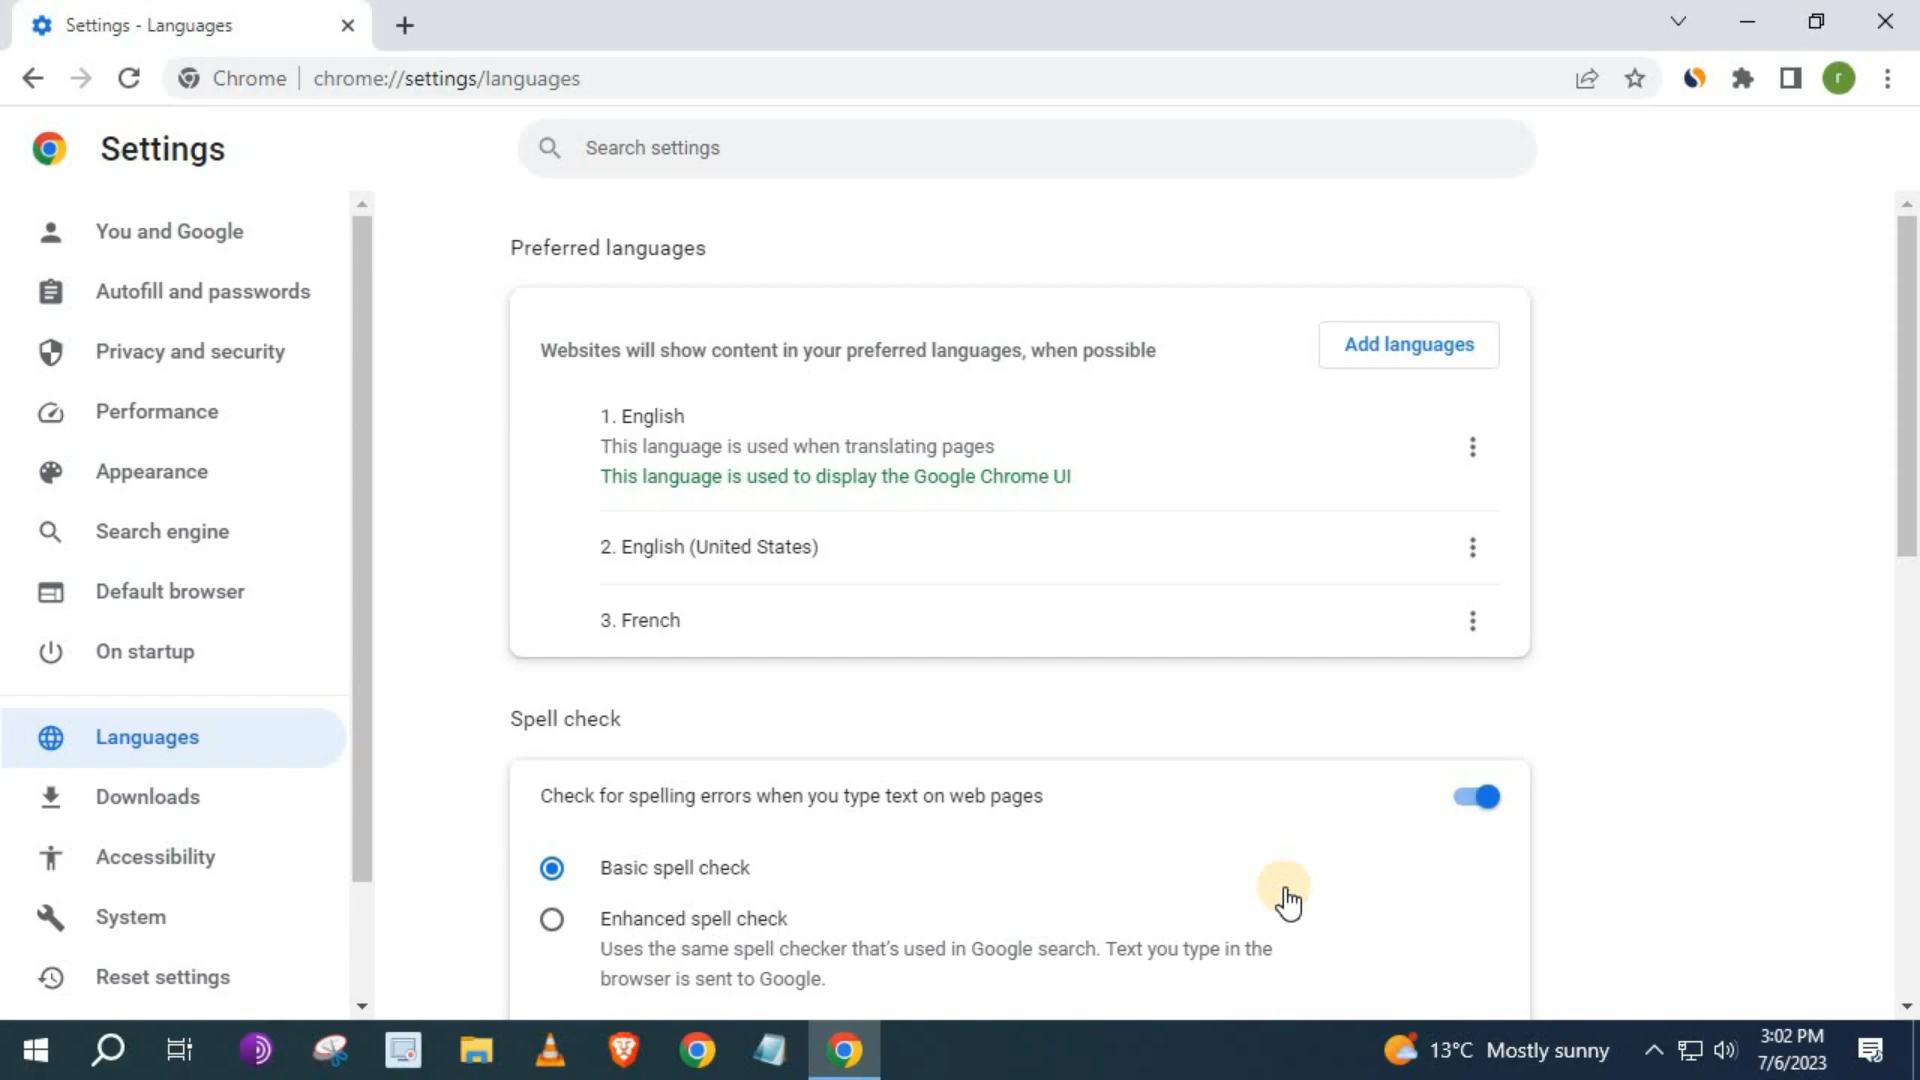 Settings - Languages
Chrome
chrome://settings/languages
r
Settings
Search settings
You and Google
Autofill and passwords
Privacy and security
Performance
Appearance
Search engine
Default browser
On startup
Languages
Downloads
Accessibility
System
Reset settings
Preferred languages
Websites will show content in your preferred languages, when possible
Add languages
1. English
This language is used when translating pages
This language is used to display the Google Chrome UI
2. English (United States)
3. French
Spell check
Check for spelling errors when you type text on web pages
Basic spell check
Enhanced spell check
Uses the same spell checker that's used in Google search. Text you type in the
browser is sent to Google.
13°C Mostly sunny
3:02 PM
7/6/2023